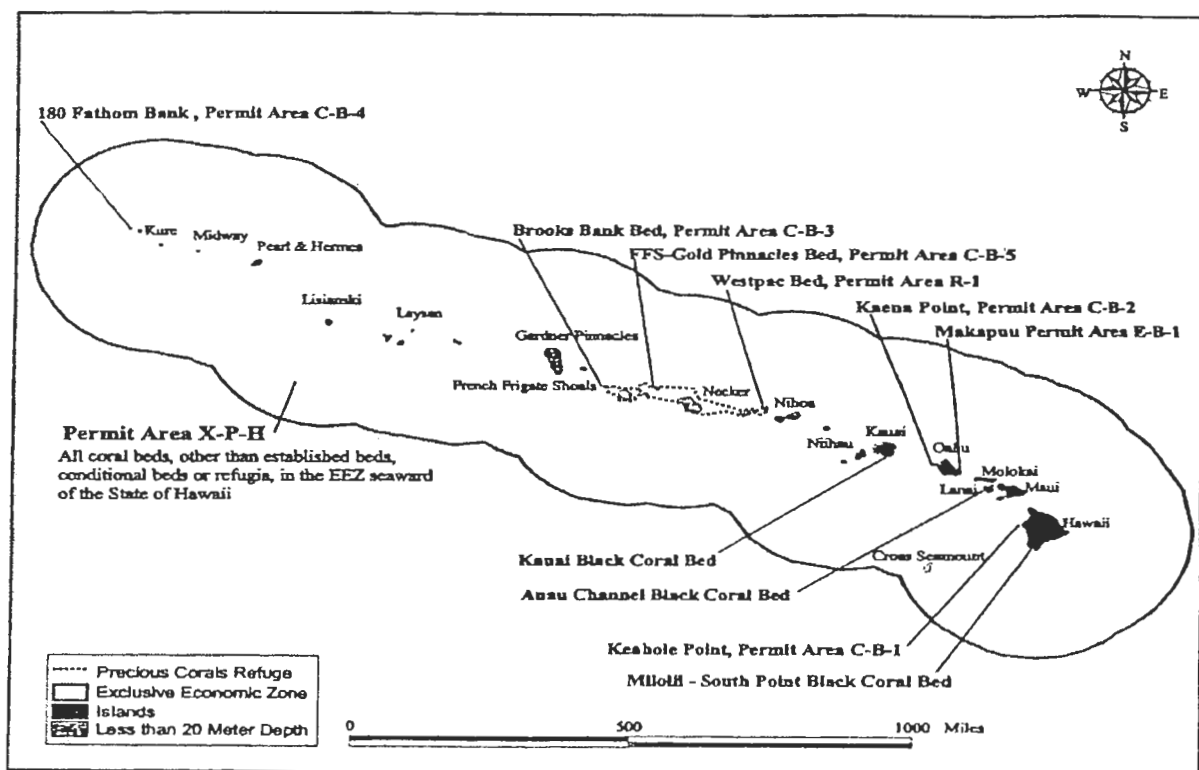 N
W E
S
180 Fathom Bank , Permit Area C-B-4
Kure
Midway
Pearl & Hermes
Brooks Bank Bed, Permit Area C-B-3
FFS-Gold Pinnacles Bed, Permit Area C-B-5
Westpac Bed, Permit Area R-1
Kaena Point, Permit Area C-B-2
Makapuu Permit Area E-B-1
Lisianski
Laysan
Gardner Pinnacles
French Frigate Shoals
Necker
Nihoa
Permit Area X-P-H
All coral beds, other than established beds,
conditional beds or refugia, in the EEZ seaward
of the State of Hawaii
Niihau
Kauai
Oahu
Molokai
Lanai
Maui
Hawaii
Kauai Black Coral Bed
Cross Seamount
Auau Channel Black Coral Bed
Keahole Point, Permit Area C-B-1
Milolii - South Point Black Coral Bed
Precious Corals Refuge
Exclusive Economic Zone
Islands
Less than 20 Meter Depth
0 500 1000 Miles